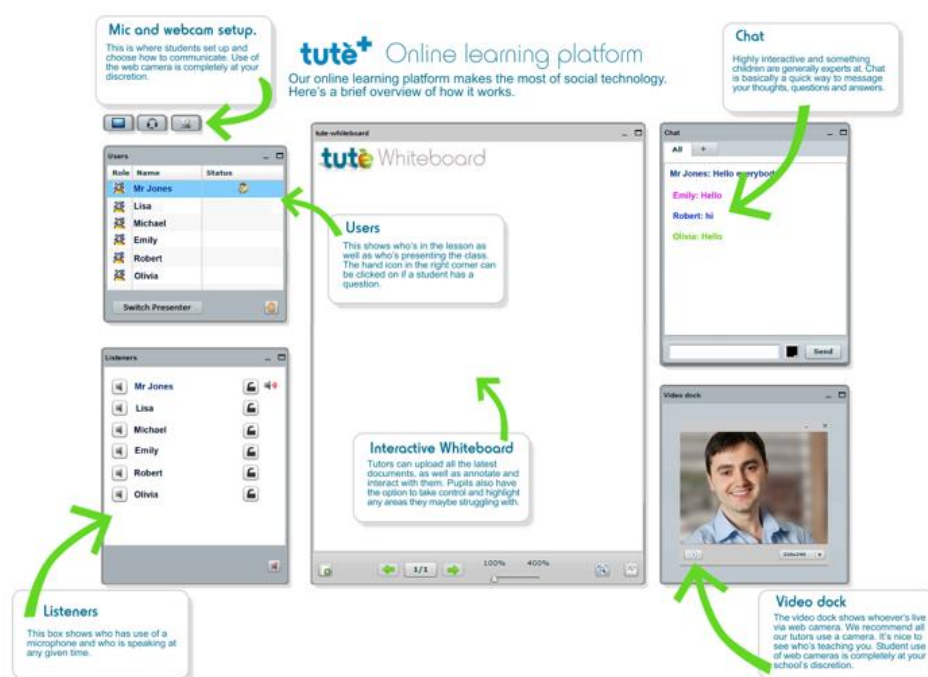 Mic and webcam setup.
This is where students set up and
choose how to communicate. Use of
the web camera is completely at your
discretion.
tutè+ Online learning platform
Our online learning platform makes the most of social technology.
Here's a brief overview of how it works.
Chat
Highly interactive and something
children are generally experts at. Chat
is basically a quick way to message
your thoughts, questions and answers.
Users
Role Name Status
Mr Jones
Lisa
Michael
Emily
Robert
Olivia
Switch Presenter
Users
This shows who's in the lesson as
well as who's presenting the class.
The hand icon in the right corner can
be clicked on if a student has a
question.
tute-whiteboard
tutè Whiteboard
Chat
All +
Mr Jones: Hello everybody
Emily: Hello
Robert: hi
Olivia: Hello
Send
Listeners
Mr Jones
Lisa
Michael
Emily
Robert
Olivia
Interactive Whiteboard
Tutors can upload all the latest
documents, as well as annotate and
interact with them. Pupils also have
the option to take control and highlight
any areas they maybe struggling with.
1/1
100% 400%
Video dock
Listeners
This box shows who has use of a
microphone and who is speaking at
any given time.
Video dock
The video dock shows whoever's live
via web camera. We recommend all
our tutors use a camera. It's nice to
see who's teaching you. Student use
of web cameras is completely at your
school's discretion.